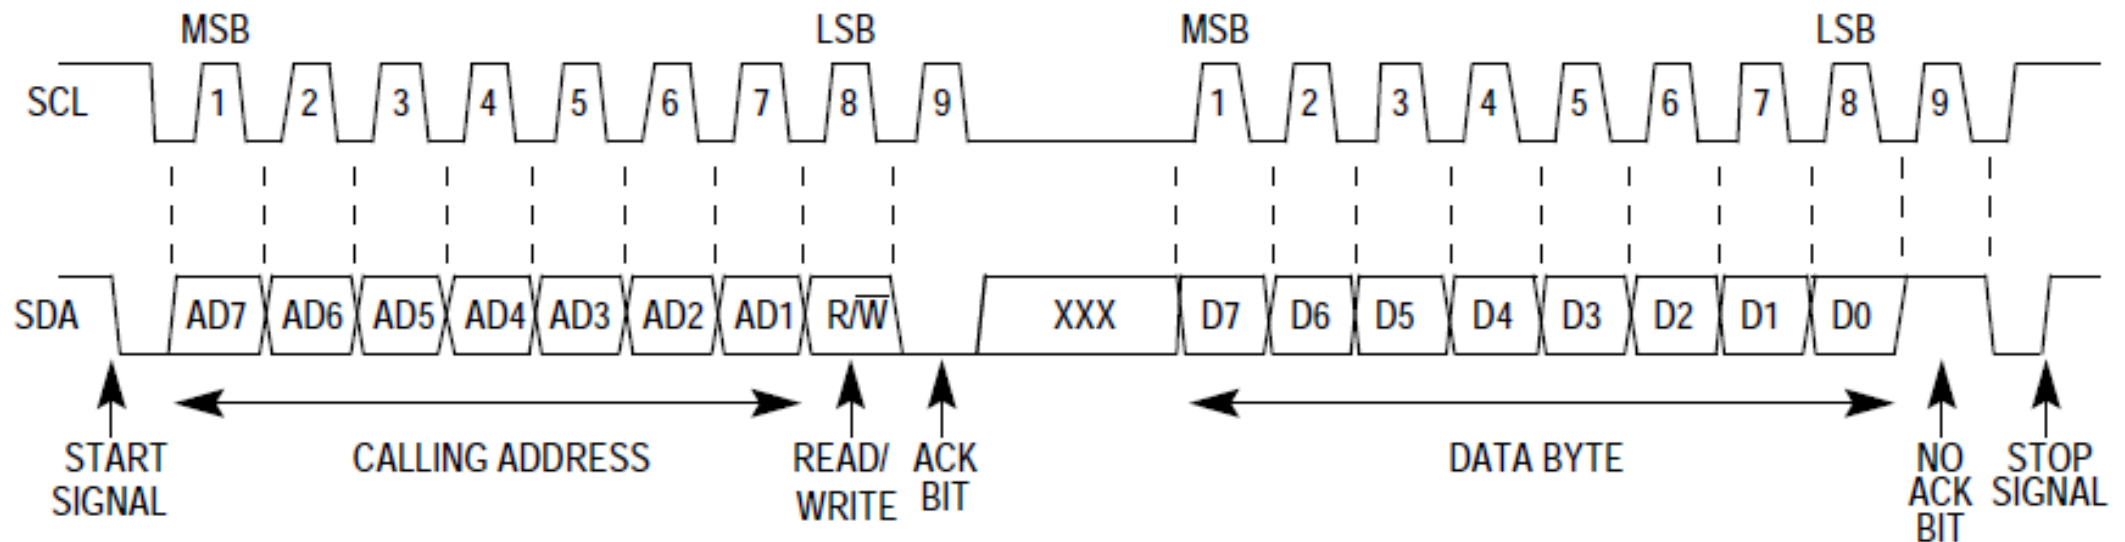 MSB LSB MSB LSB
SCL 1 2 3 4 5 6 7 8 9 1 2 3 4 5 6 7 8 9
SDA AD7 AD6 AD5 AD4 AD3 AD2 AD1 R/W̅ XXX D7 D6 D5 D4 D3 D2 D1 D0
START
SIGNAL
CALLING ADDRESS
READ/
WRITE
ACK
BIT
DATA BYTE
NO
ACK
BIT
STOP
SIGNAL